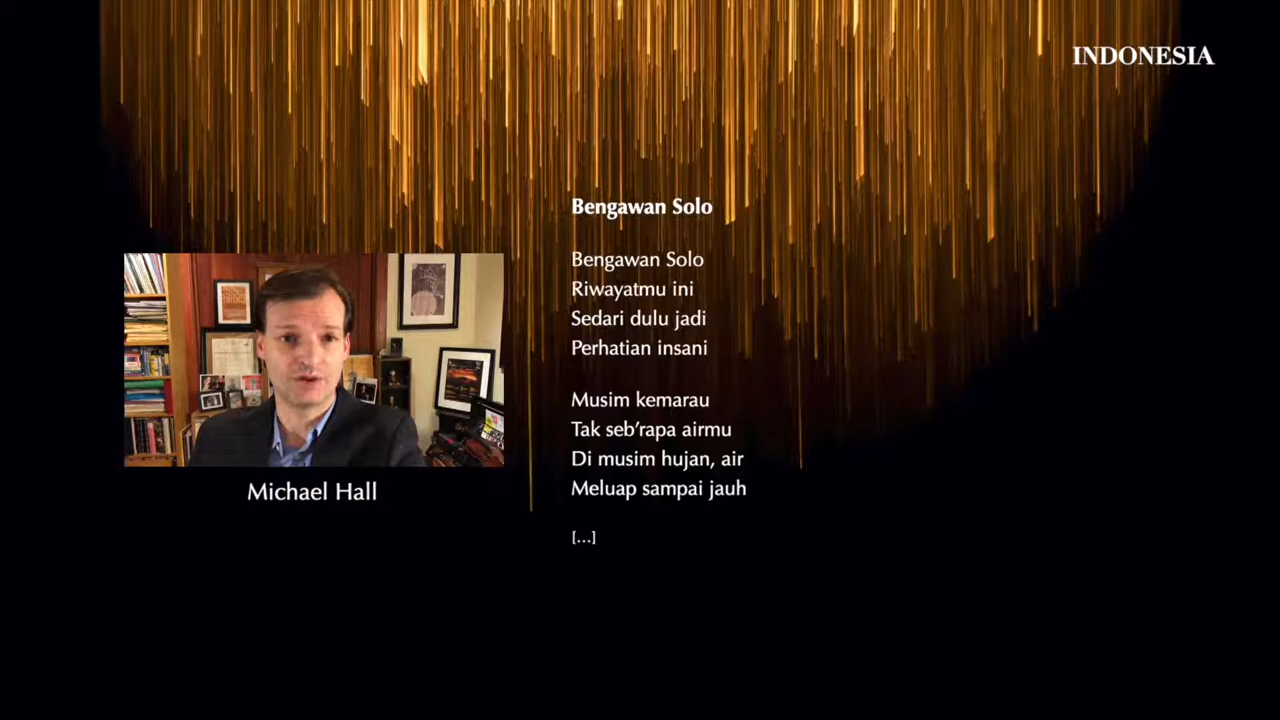 INDONESIA
Bengawan Solo
Bengawan Solo
Riwayatmu ini
Sedari dulu jadi
Perhatian insani
Musim kemarau
Tak seb’rapa airmu
Di musim hujan, air
Meluap sampai jauh
[...]
Michael Hall